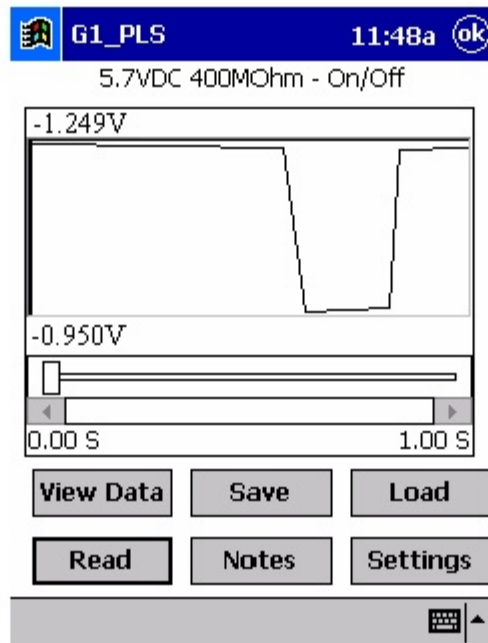 G1_PLS 11:48a ok
5.7VDC 400MOhm - On/Off
-1.249V
-0.950V
0.00 S 1.00 S
View Data Save Load
Read Notes Settings